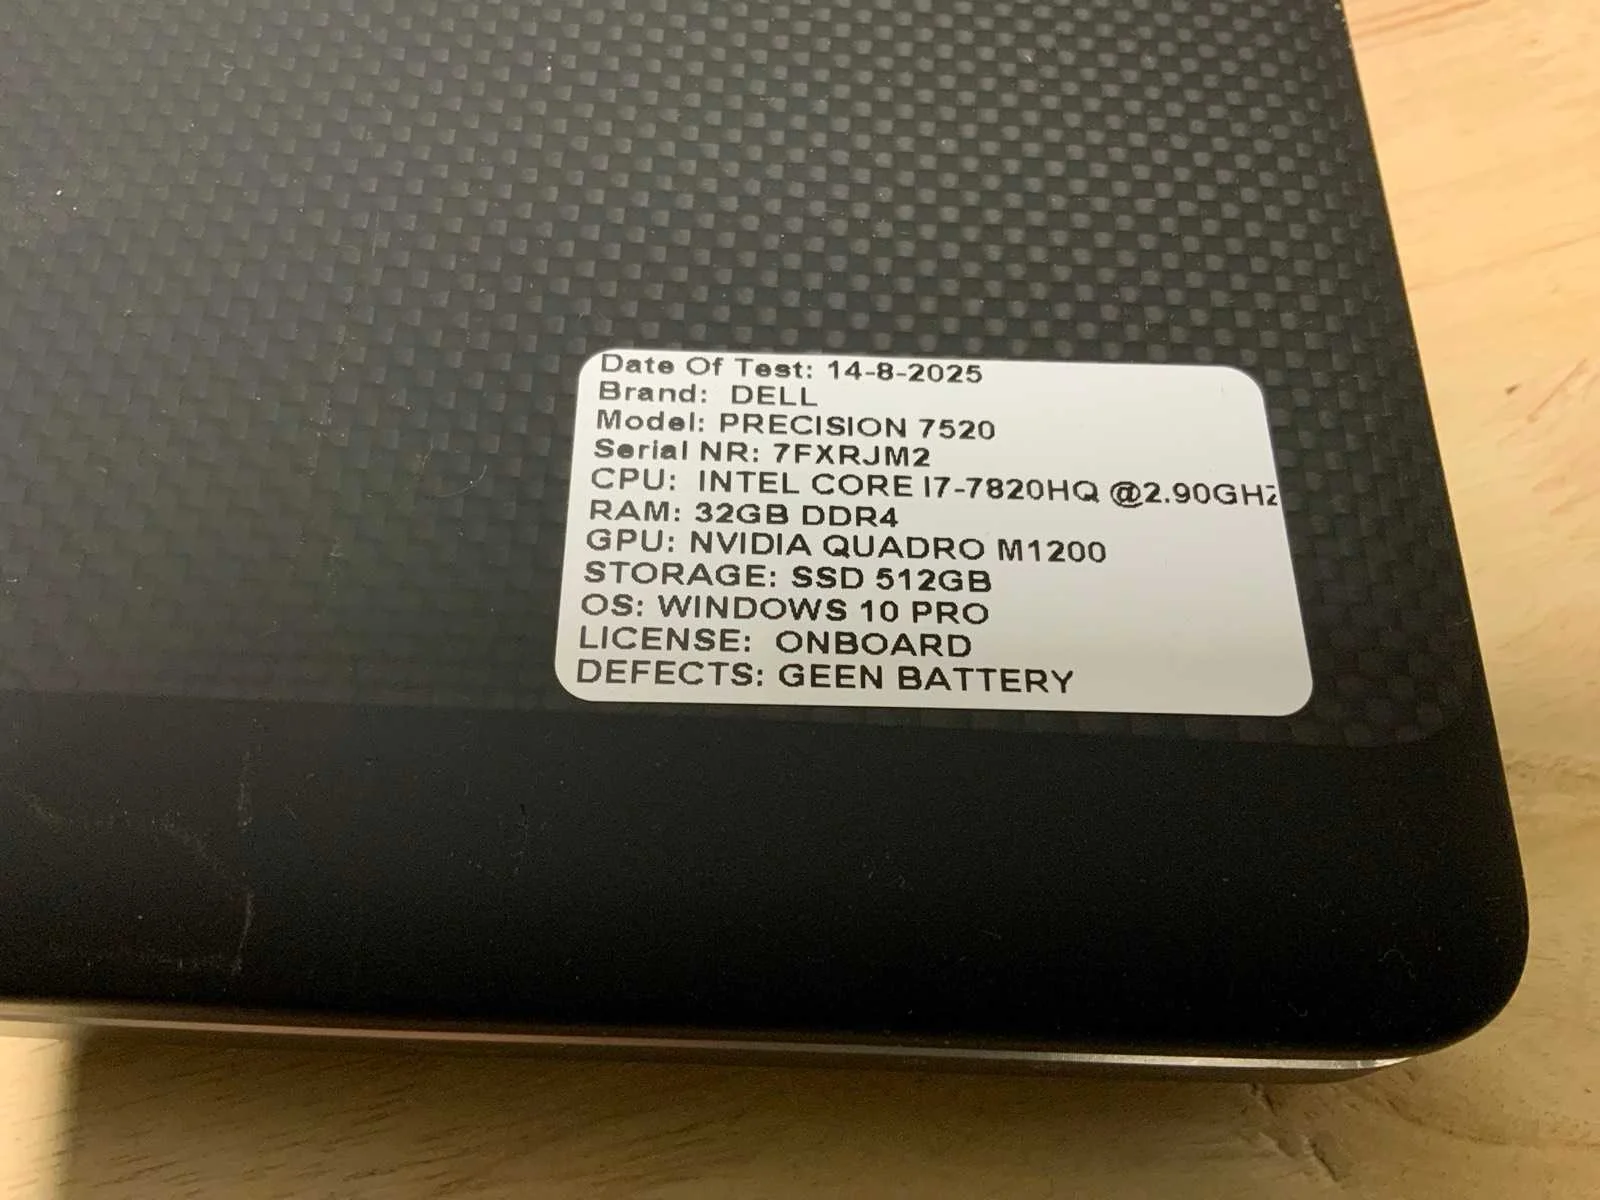 Date Of Test: 14-8-2025
Brand: DELL
Model: PRECISION 7520
Serial NR: 7FXRJM2
CPU: INTEL CORE I7-7820HQ @2.90GHZ
RAM: 32GB DDR4
GPU: NVIDIA QUADRO M1200
STORAGE: SSD 512GB
OS: WINDOWS 10 PRO
LICENSE: ONBOARD
DEFECTS: GEEN BATTERY